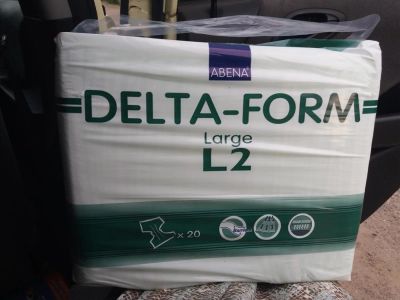 ABENA
DELTA-FORM
Large
L2
x 20